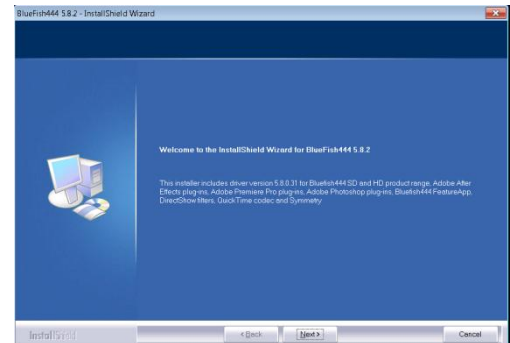 BlueFish444 5.8.2 - InstallShield Wizard
Welcome to the InstallShield Wizard for BlueFish444 5.8.2
This installer includes driver version 5.8.0.31 for Bluefish444 SD and HD product range, Adobe After
Effects plug-ins, Adobe Premiere Pro plug-ins, Adobe Photoshop plug-ins, Bluefish444 FeatureApp,
DirectShow filters, QuickTime codec and Symmetry.
InstallShield
< Back
Next >
Cancel